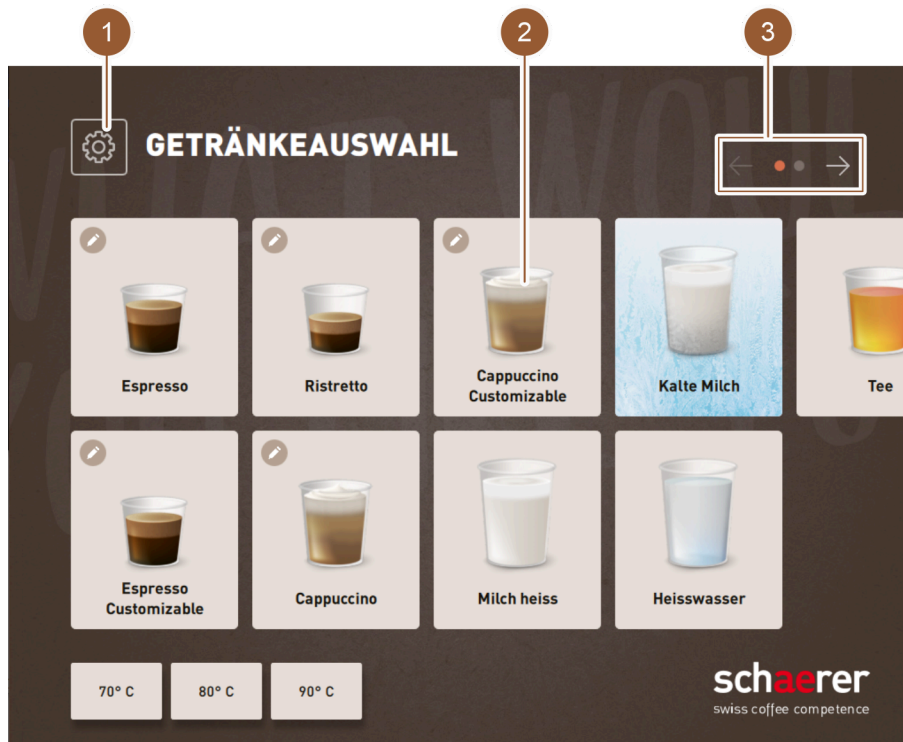 1
2
3
GETRÄNKEAUSWAHL
Espresso
Ristretto
Cappuccino
Customizable
Kalte Milch
Tee
Espresso
Customizable
Cappuccino
Milch heiss
Heisswasser
70° C
80° C
90° C
schaerer
swiss coffee competence